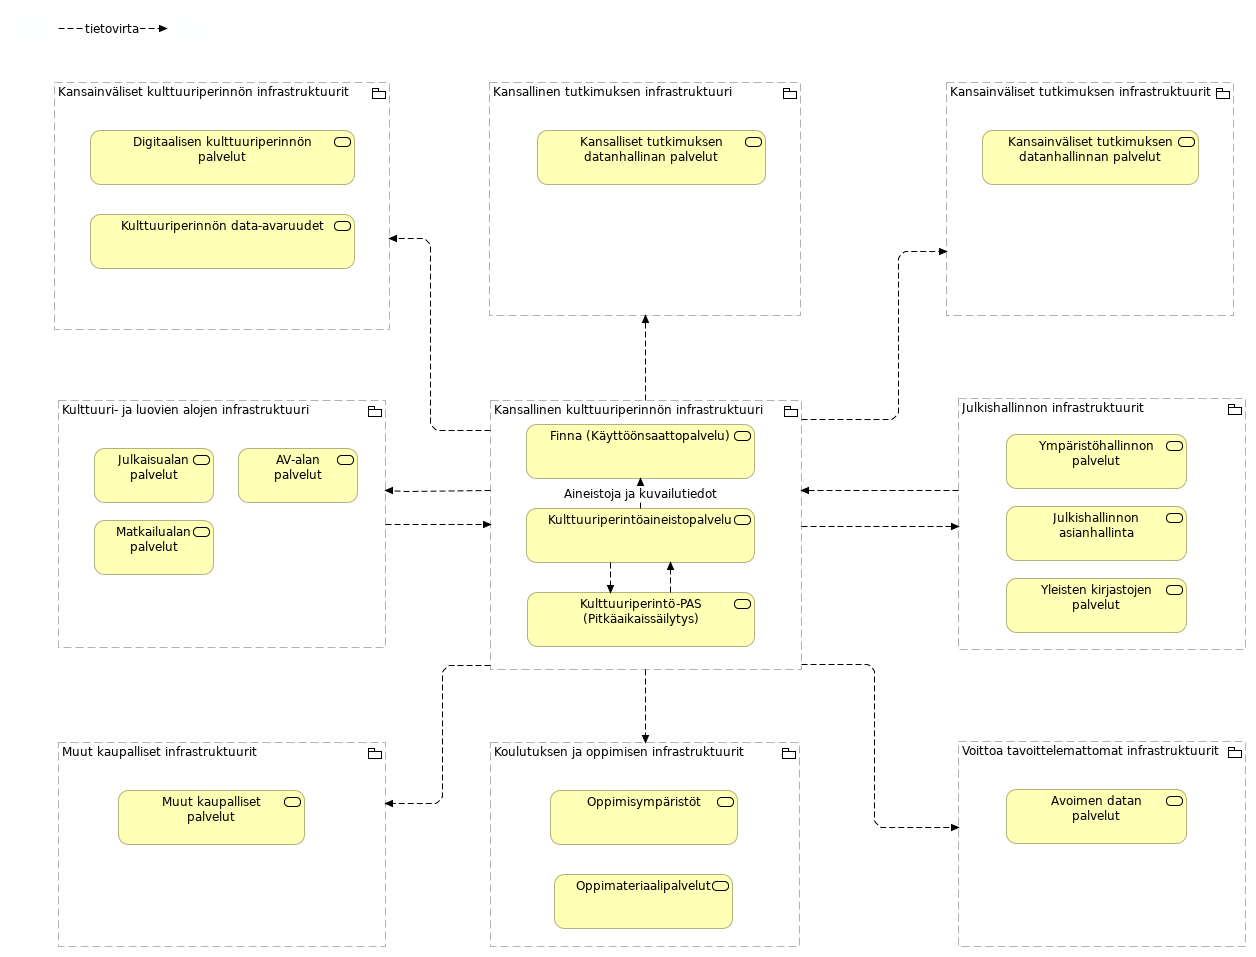 tietovirta
Kansainväliset kulttuuriperinnön infrastruktuurit
Digitaalisen kulttuuriperinnön
palvelut
Kulttuuriperinnön data-avaruudet
Kansallinen tutkimuksen infrastruktuuri
Kansalliset tutkimuksen
datanhallinan palvelut
Kansainväliset tutkimuksen infrastruktuurit
Kansainväliset tutkimuksen
datanhallinnan palvelut
Kulttuuri- ja luovien alojen infrastruktuuri
Julkaisualan
palvelut
AV-alan
palvelut
Matkailualan
palvelut
Kansallinen kulttuuriperinnön infrastruktuuri
Finna (Käyttöönsaattopalvelu)
Aineistoja ja kuvailutiedot
Kulttuuriperintöaineistopalvelu
Kulttuuriperintö-PAS
(Pitkäaikaissäilytys)
Julkishallinnon infrastruktuurit
Ympäristöhallinnon
palvelut
Julkishallinnon
asianhallinta
Yleisten kirjastojen
palvelut
Muut kaupalliset infrastruktuurit
Muut kaupalliset
palvelut
Koulutuksen ja oppimisen infrastruktuurit
Oppimisympäristöt
Oppimateriaalipalvelut
Voittoa tavoittelemattomat infrastruktuurit
Avoimen datan
palvelut